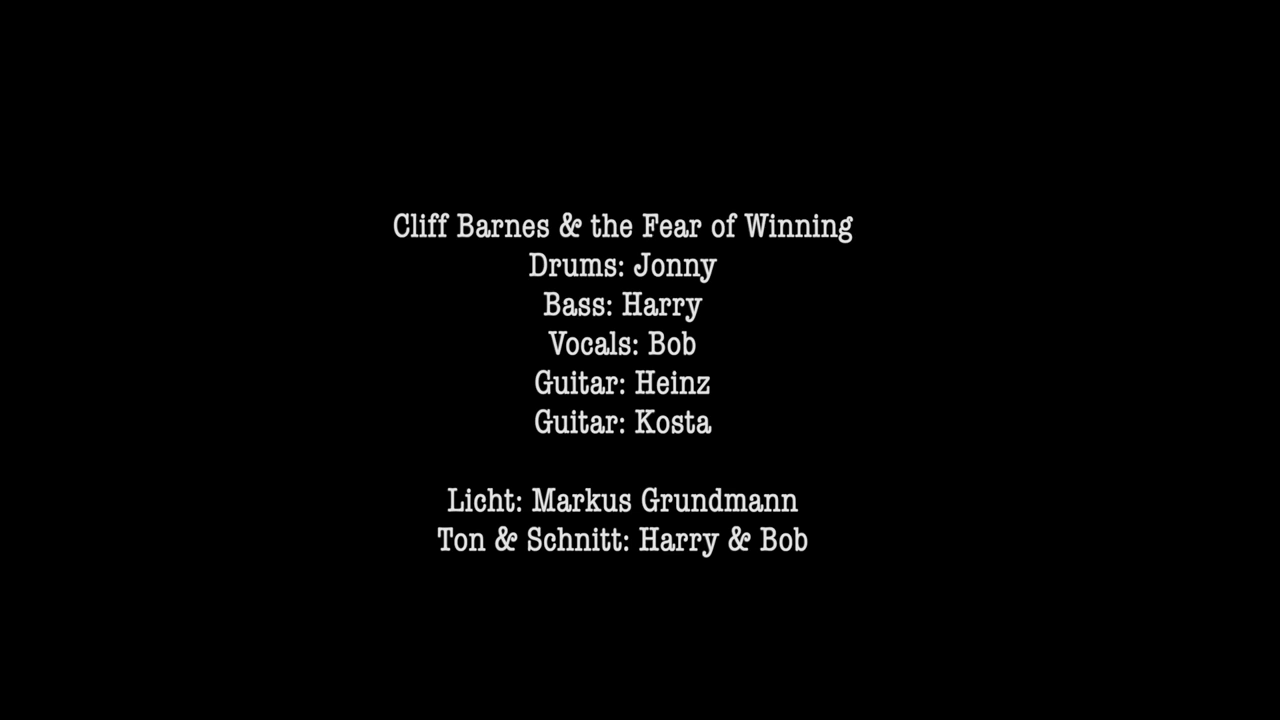 Cliff Barnes & the Fear of Winning
Drums: Jonny
Bass: Harry
Vocals: Bob
Guitar: Heinz
Guitar: Kosta
Licht: Markus Grundmann
Ton & Schnitt: Harry & Bob